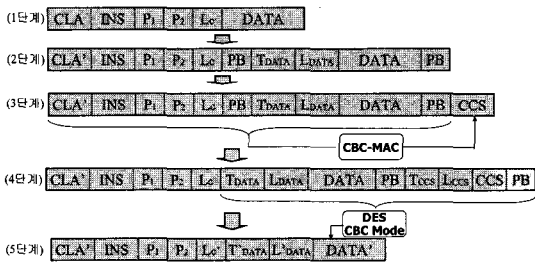 (1단계) CLA INS P1 P2 Lc DATA
(2단계) CLA' INS P1 P2 Lc PB TDATA LDATA DATA PB
(3단계) CLA' INS P1 P2 Lc PB TDATA LDATA DATA PB CCS
CBC-MAC
(4단계) CLA' INS P1 P2 Lc TDATA LDATA DATA PB TCCS LCCS CCS PB
DES
CBC Mode
(5단계) CLA' INS P1 P2 Lc' T'DATA L'DATA DATA'